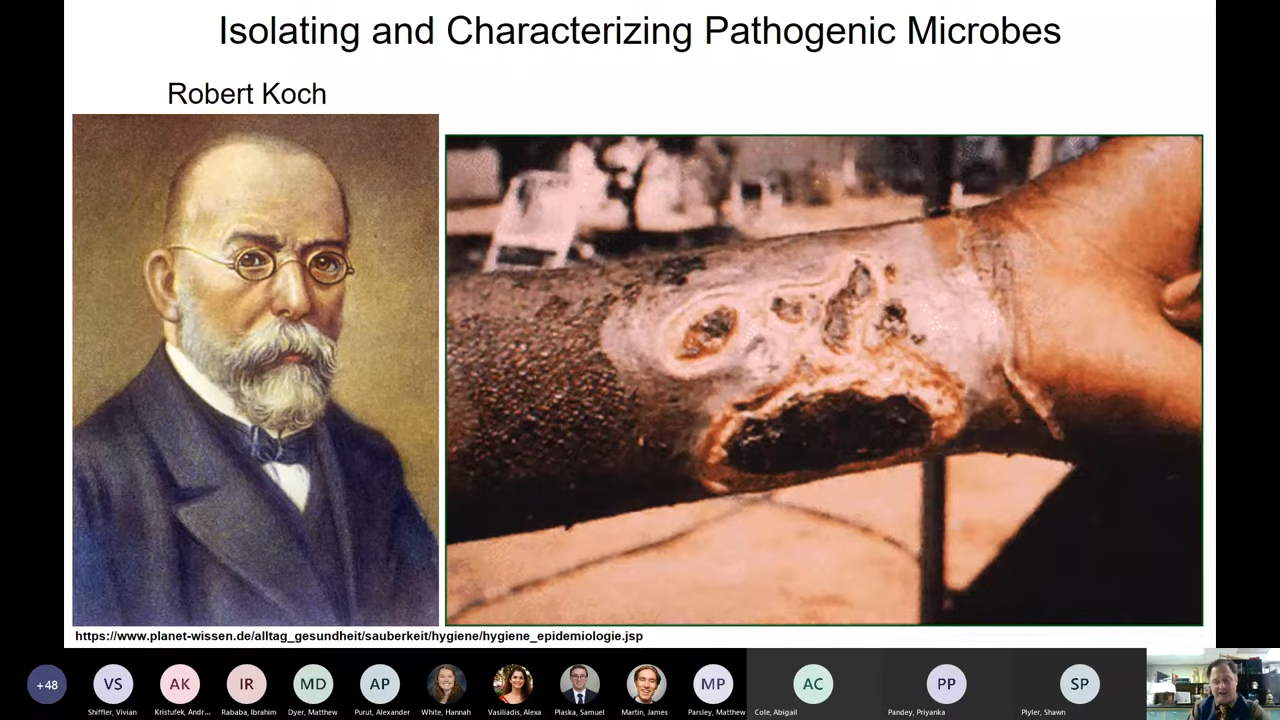 Isolating and Characterizing Pathogenic Microbes
Robert Koch
https://www.planet-wissen.de/alltag_gesundheit/sauberkeit/hygiene/hygiene_epidemiologie.jsp
+48
VS
AK
IR
MD
AP
MP
AC
PP
SP
Shiffler, Vivian
Kristufek, Andr...
Rababa, Ibrahim
Dyer, Matthew
Purut, Alexander
White, Hannah
Vasiliadis, Alexa
Plaska, Samuel
Martin, James
Parsley, Matthew
Cole, Abigail
Pandey, Priyanka
Plyler, Shawn